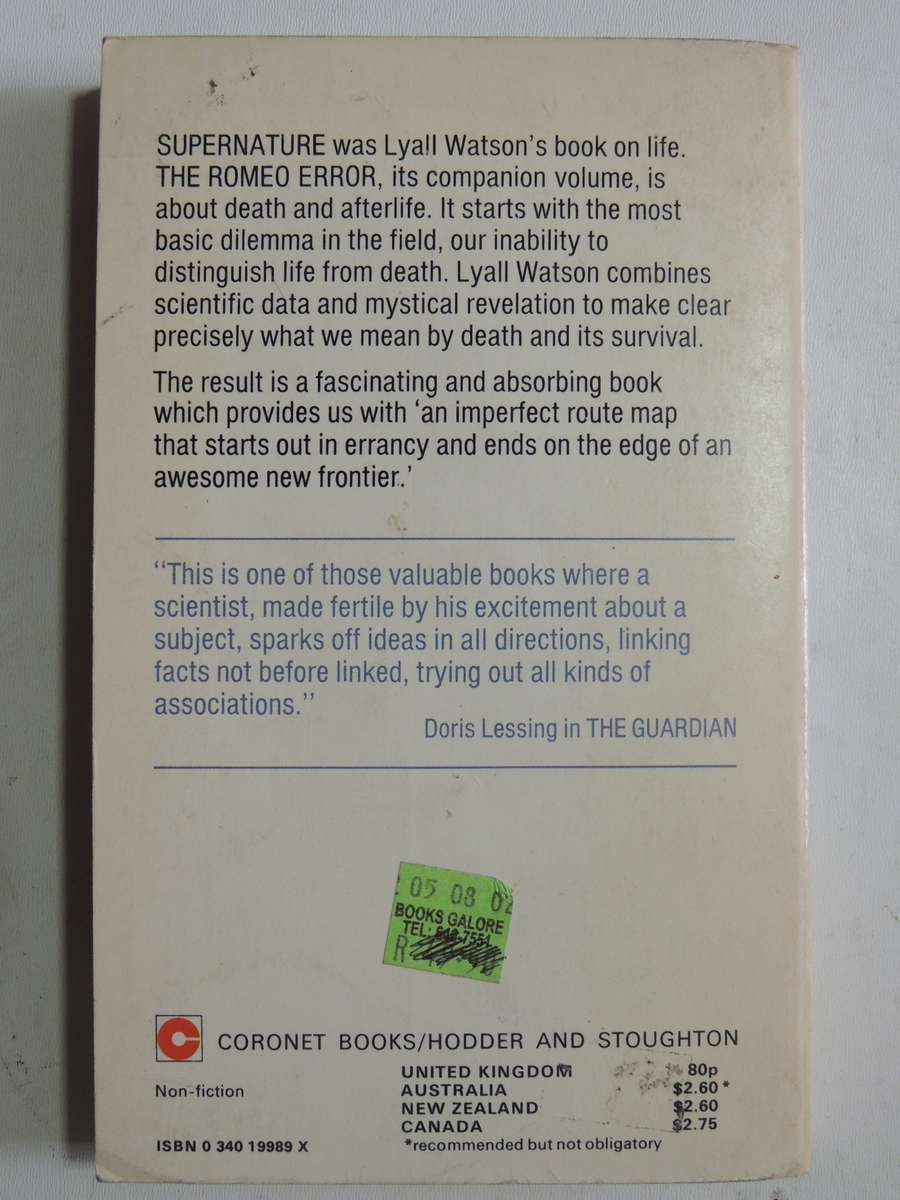 SUPERNATURE was Lyall Watson's book on life.
THE ROMEO ERROR, its companion volume, is
about death and afterlife. It starts with the most
basic dilemma in the field, our inability to
distinguish life from death. Lyall Watson combines
scientific data and mystical revelation to make clear
precisely what we mean by death and its survival.
The result is a fascinating and absorbing book
which provides us with ‘an imperfect route map
that starts out in errancy and ends on the edge of an
awesome new frontier.’
“This is one of those valuable books where a
scientist, made fertile by his excitement about a
subject, sparks off ideas in all directions, linking
facts not before linked, trying out all kinds of
associations.”
Doris Lessing in THE GUARDIAN
05 08 02
BOOKS GALORE
TEL:
R
CORONET BOOKS/HODDER AND STOUGHTON
UNITED KINGDOM 80p
Non-fiction AUSTRALIA $2.60*
NEW ZEALAND $2.60
CANADA $2.75
ISBN 0 340 19989 X *recommended but not obligatory